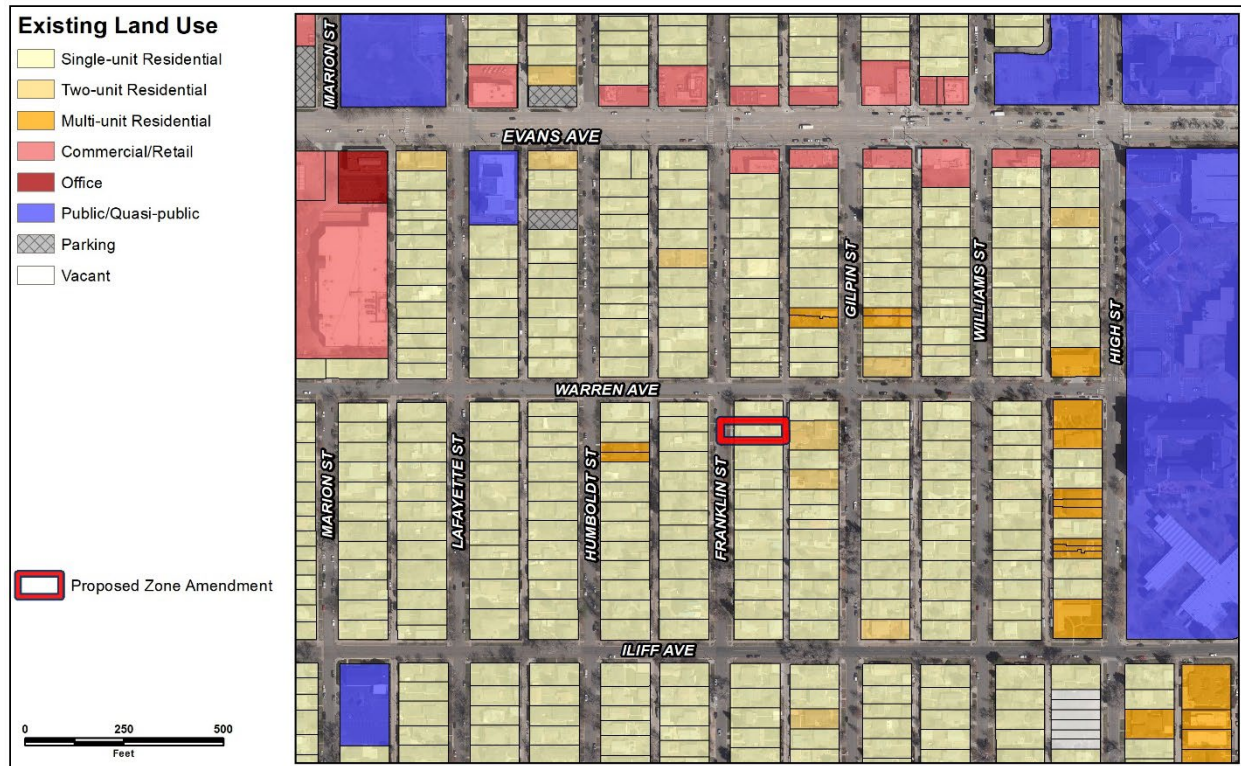 Existing Land Use
Single-unit Residential
Two-unit Residential
Multi-unit Residential
Commercial/Retail
Office
Public/Quasi-public
Parking
Vacant
Proposed Zone Amendment
0 250 500
Feet
MARION ST
EVANS AVE
GILPIN ST
WILLIAMS ST
HIGH ST
WARREN AVE
MARION ST
LAFAYETTE ST
HUMBOLDT ST
FRANKLIN ST
ILIFF AVE